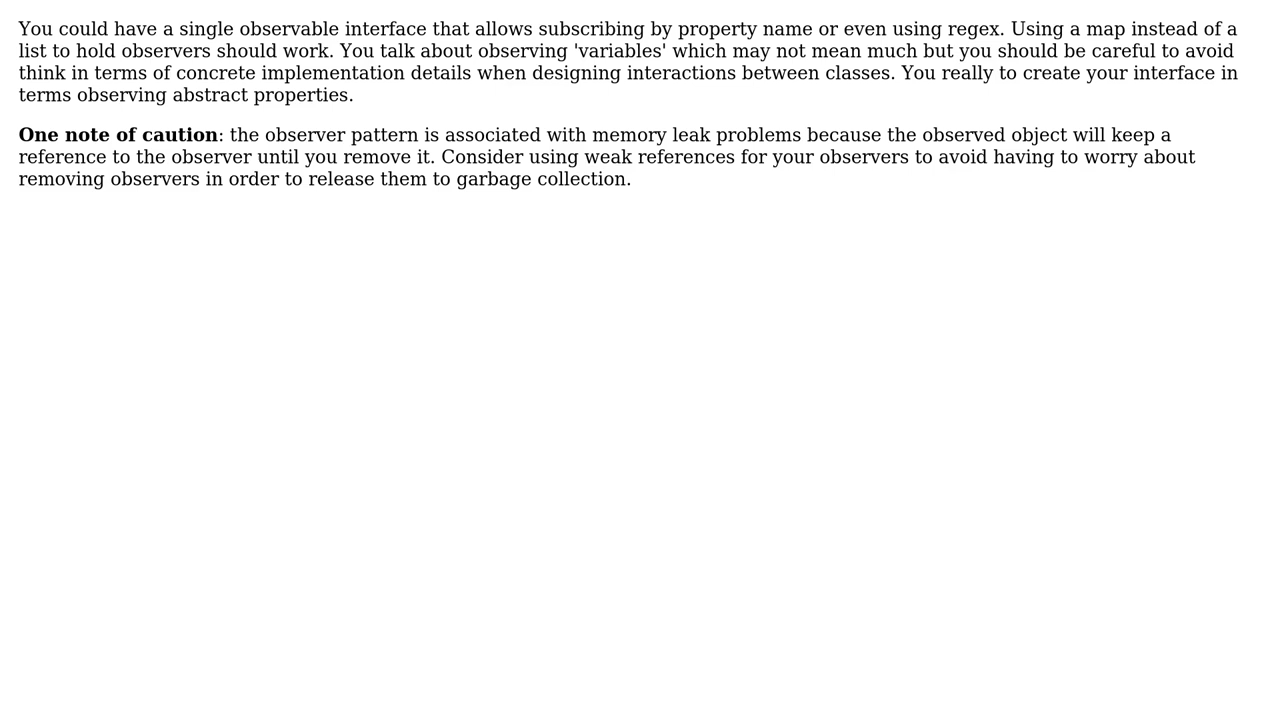 You could have a single observable interface that allows subscribing by property name or even using regex. Using a map instead of a
list to hold observers should work. You talk about observing 'variables' which may not mean much but you should be careful to avoid
think in terms of concrete implementation details when designing interactions between classes. You really to create your interface in
terms observing abstract properties.
One note of caution: the observer pattern is associated with memory leak problems because the observed object will keep a
reference to the observer until you remove it. Consider using weak references for your observers to avoid having to worry about
removing observers in order to release them to garbage collection.